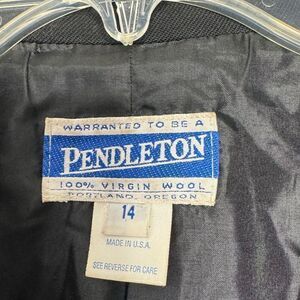 WARRANTED TO BE A
PENDLETON
100% VIRGIN WOOL
PORTLAND, OREGON
14
MADE IN U.S.A.
SEE REVERSE FOR CARE